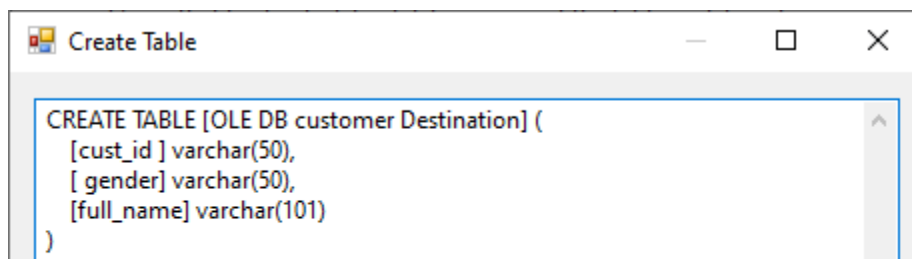 Create Table
CREATE TABLE [OLE DB customer Destination] (
[cust_id ] varchar(50),
[ gender] varchar(50),
[full_name] varchar(101)
)